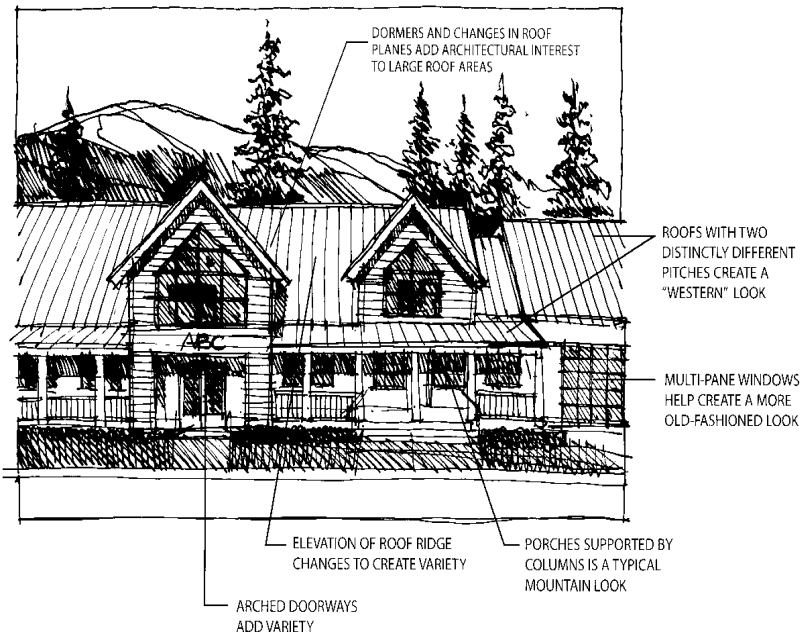 DORMERS AND CHANGES IN ROOF
PLANES ADD ARCHITECTURAL INTEREST
TO LARGE ROOF AREAS
ROOFS WITH TWO
DISTINCTLY DIFFERENT
PITCHES CREATE A
“WESTERN” LOOK
ABC
MULTI-PANE WINDOWS
HELP CREATE A MORE
OLD-FASHIONED LOOK
ELEVATION OF ROOF RIDGE
CHANGES TO CREATE VARIETY
PORCHES SUPPORTED BY
COLUMNS IS A TYPICAL
MOUNTAIN LOOK
ARCHED DOORWAYS
ADD VARIETY